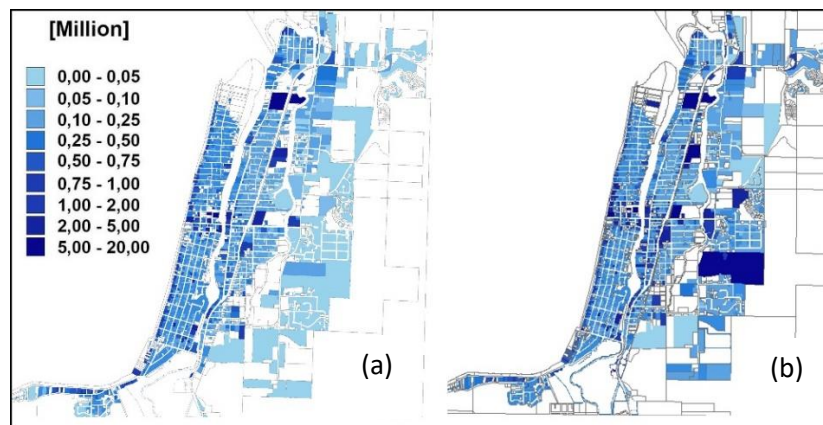 [Million]
0,00 - 0,05
0,05 - 0,10
0,10 - 0,25
0,25 - 0,50
0,50 - 0,75
0,75 - 1,00
1,00 - 2,00
2,00 - 5,00
5,00 - 20,00
(a)
(b)